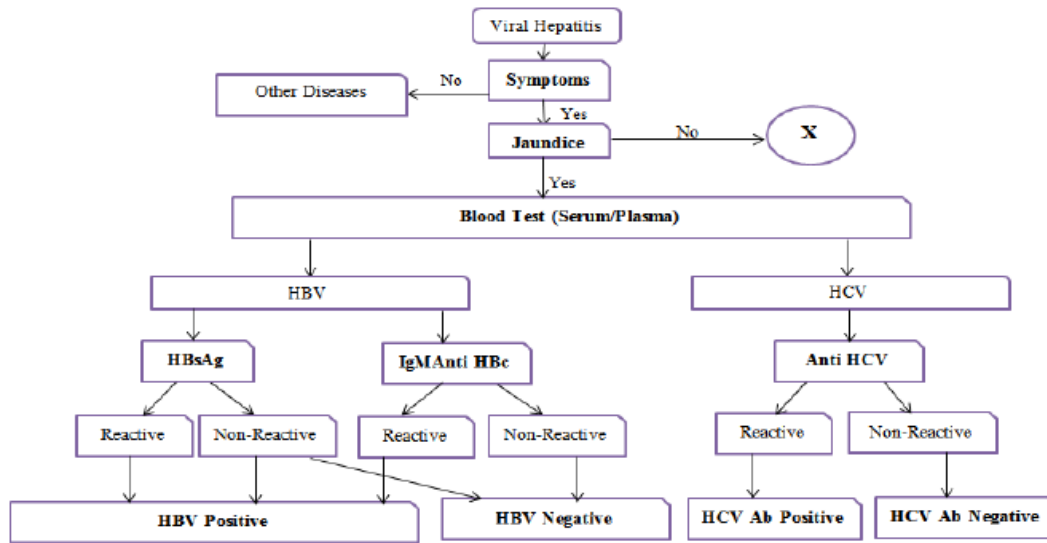 Viral Hepatitis
Symptoms
No
Other Diseases
Yes
Jaundice
No
X
Yes
Blood Test (Serum/Plasma)
HBV
HCV
HBsAg
IgMAnti HBc
Anti HCV
Reactive
Non-Reactive
Reactive
Non-Reactive
Reactive
Non-Reactive
HBV Positive
HBV Negative
HCV Ab Positive
HCV Ab Negative